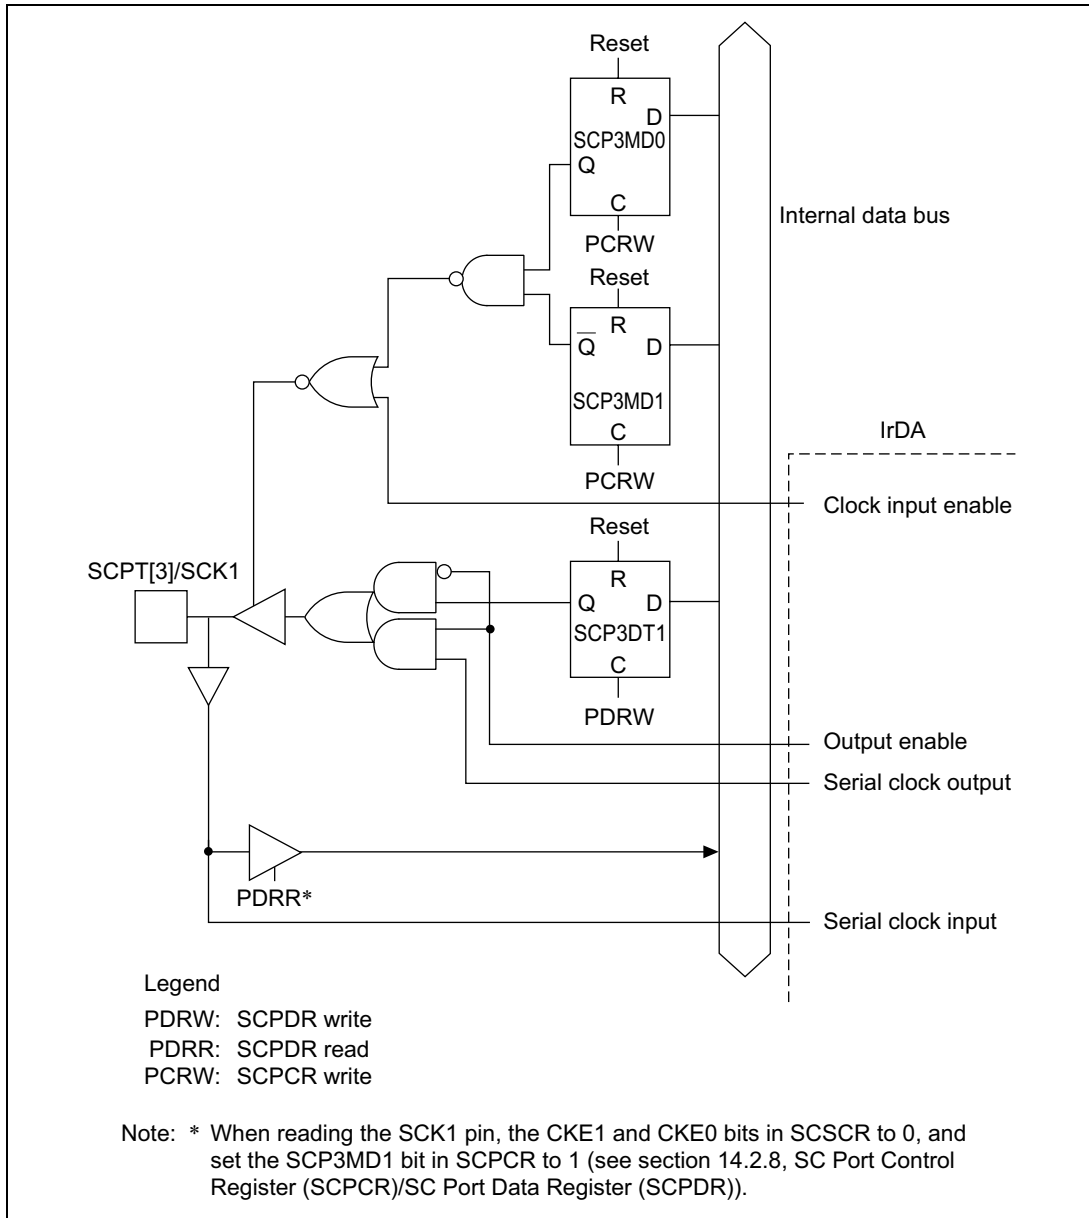 Reset
R
D
SCP3MD0
Q
C
PCRW
Internal data bus
Reset
R
Q D
SCP3MD1
C
PCRW
IrDA
Clock input enable
Reset
SCPT[3]/SCK1
R
Q D
SCP3DT1
C
PDRW
Output enable
Serial clock output
PDRR*
Serial clock input
Legend
PDRW: SCPDR write
PDRR: SCPDR read
PCRW: SCPCR write
Note: * When reading the SCK1 pin, the CKE1 and CKE0 bits in SCSCR to 0, and
set the SCP3MD1 bit in SCPCR to 1 (see section 14.2.8, SC Port Control
Register (SCPCR)/SC Port Data Register (SCPDR)).